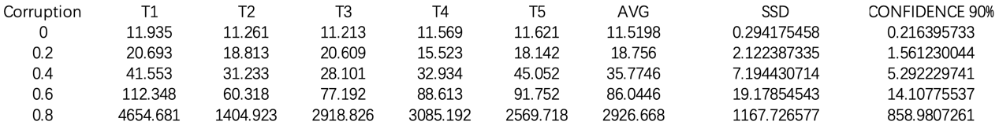 Corruption T1 T2 T3 T4 T5 AVG SSD CONFIDENCE 90%
0 11.935 11.261 11.213 11.569 11.621 11.5198 0.294175458 0.216395733
0.2 20.693 18.813 20.609 15.523 18.142 18.756 2.122387335 1.561230044
0.4 41.553 31.233 28.101 32.934 45.052 35.7746 7.194430714 5.292229741
0.6 112.348 60.318 77.192 88.613 91.752 86.0446 19.17854543 14.10775537
0.8 4654.681 1404.923 2918.826 3085.192 2569.718 2926.668 1167.726577 858.9807261